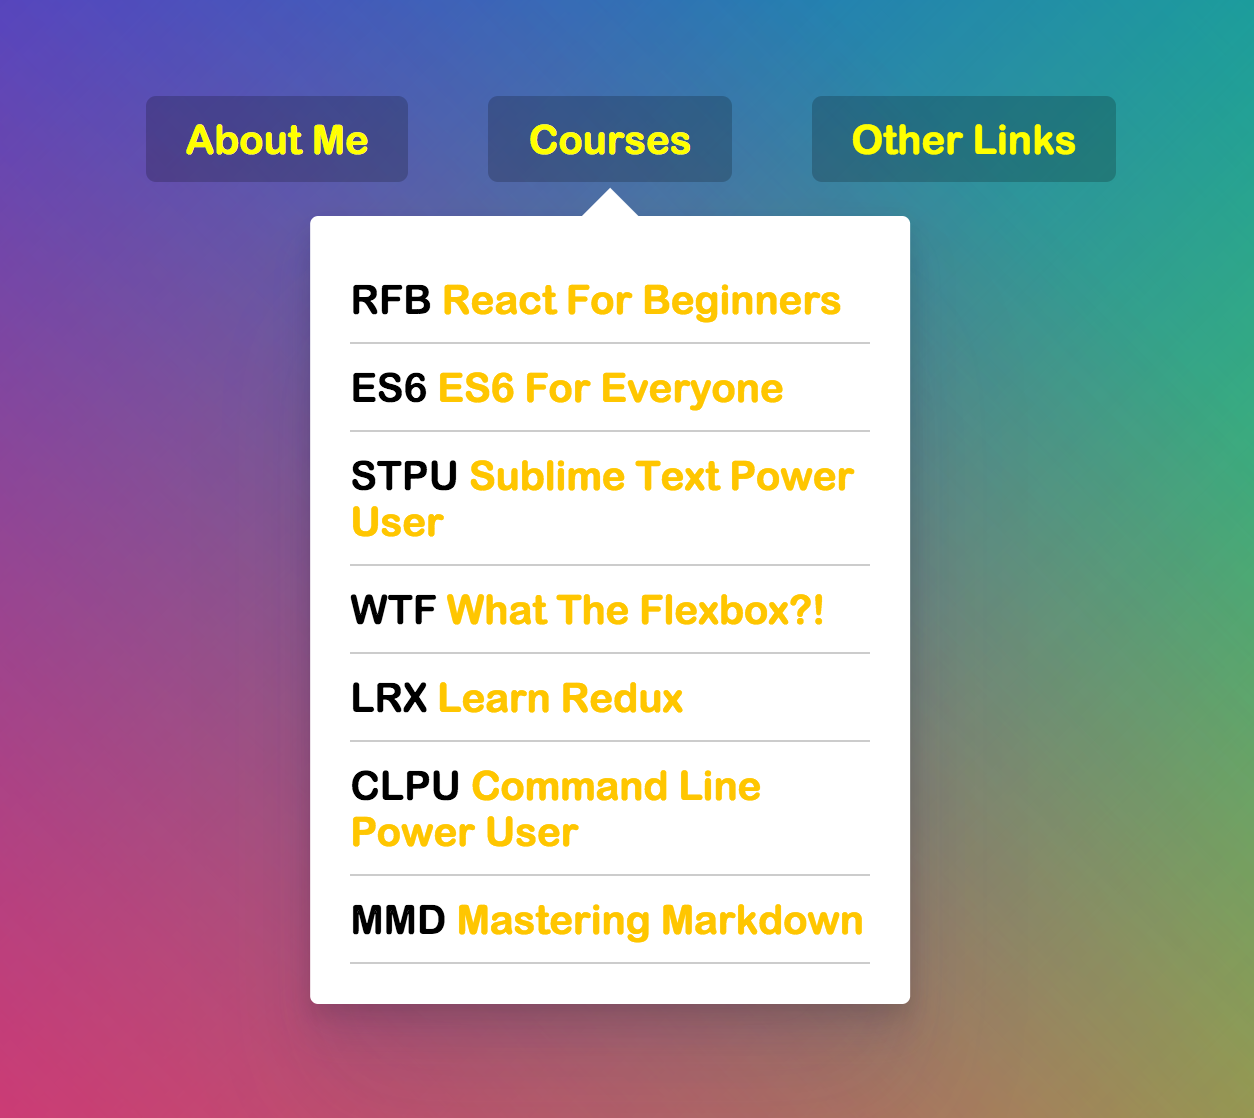 About Me
Courses
Other Links
RFB React For Beginners
ES6 ES6 For Everyone
STPU Sublime Text Power
User
WTF What The Flexbox?!
LRX Learn Redux
CLPU Command Line
Power User
MMD Mastering Markdown